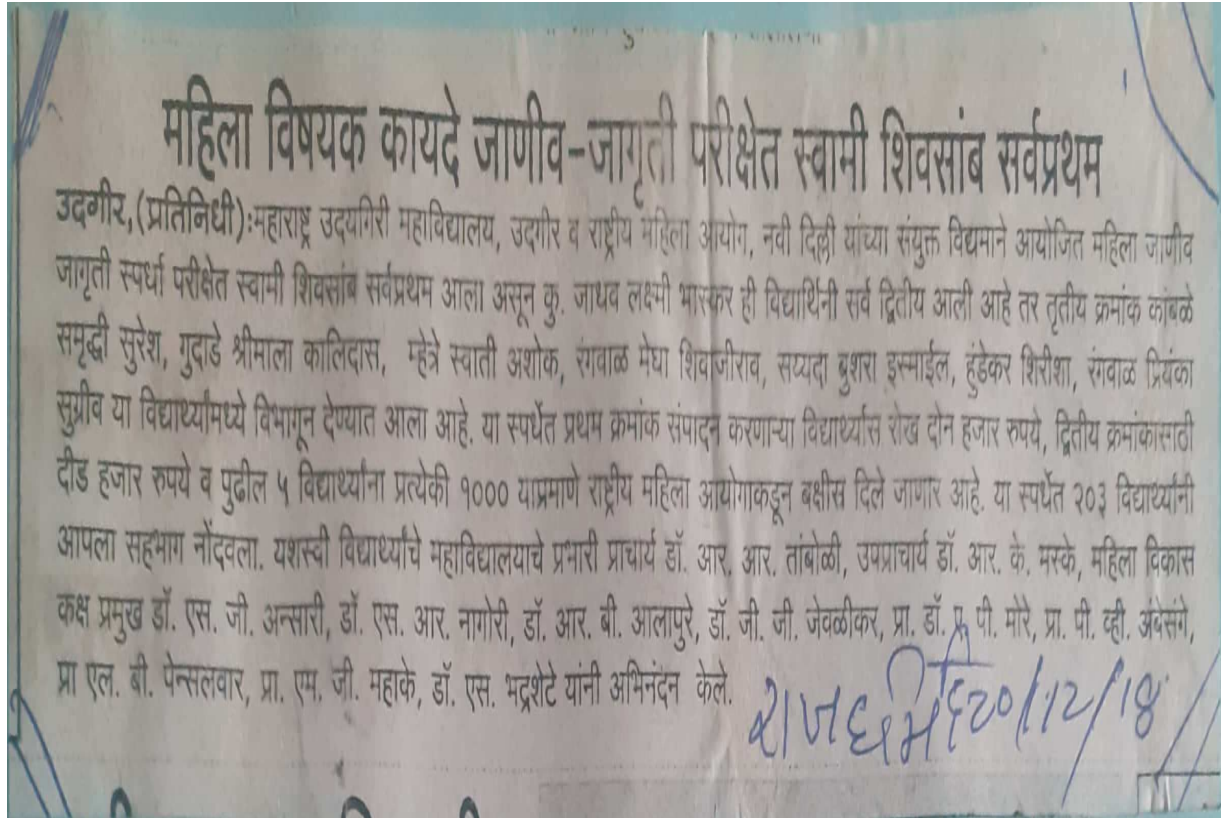 महिला विषयक कायदे जाणीव-जागृती परीक्षेत स्वामी शिवसांब सर्वप्रथम
उदगीर,(प्रतिनिधी):महाराष्ट्र उदयगिरी महाविद्यालय, उदगीर व राष्ट्रीय महिला आयोग, नवी दिल्ली यांच्या संयुक्त विद्यमाने आयोजित महिला जाणीव
जागृती स्पर्धा परीक्षेत स्वामी शिवसांब सर्वप्रथम आला असून कु. जाधव लक्ष्मी भास्कर ही विद्यार्थिनी सर्व द्वितीय आली आहे तर तृतीय क्रमांक कांबळे
समृद्धी सुरेश, गुदाडे श्रीमाला कालिदास, म्हेत्रे स्वाती अशोक, रंगवाळ मेघा शिवाजीराव, सय्यदा बुशरा इस्माईल, हुंडेकर शिरीशा, रंगवाळ प्रियंका
सुग्रीव या विद्यार्थ्यांमध्ये विभागून देण्यात आला आहे. या स्पर्धेत प्रथम क्रमांक संपादन करणाऱ्या विद्यार्थ्यास रोख दोन हजार रुपये, द्वितीय क्रमांकासाठी
दीड हजार रुपये व पुढील ५ विद्यार्थ्यांना प्रत्येकी १००० याप्रमाणे राष्ट्रीय महिला आयोगाकडून बक्षीस दिले जाणार आहे. या स्पर्धेत २०३ विद्यार्थ्यांनी
आपला सहभाग नोंदवला. यशस्वी विद्यार्थ्यांचे महाविद्यालयाचे प्रभारी प्राचार्य डॉ. आर. आर. तांबोळी, उपप्राचार्य डॉ. आर. के. मस्के, महिला विकास
कक्ष प्रमुख डॉ. एस. जी. अन्सारी, डॉ. एस. आर. नागोरी, डॉ. आर. बी. आलापुरे, डॉ. जी. जी. जेवळीकर, प्रा. डॉ. पी. मोरे, प्रा. पी. व्ही. अंबेसंगे,
प्रा एल. बी. पेन्सलवार, प्रा. एम. जी. महाके, डॉ. एस. भद्रशेटे यांनी अभिनंदन केले.
राजधर्म दि 20/12/18